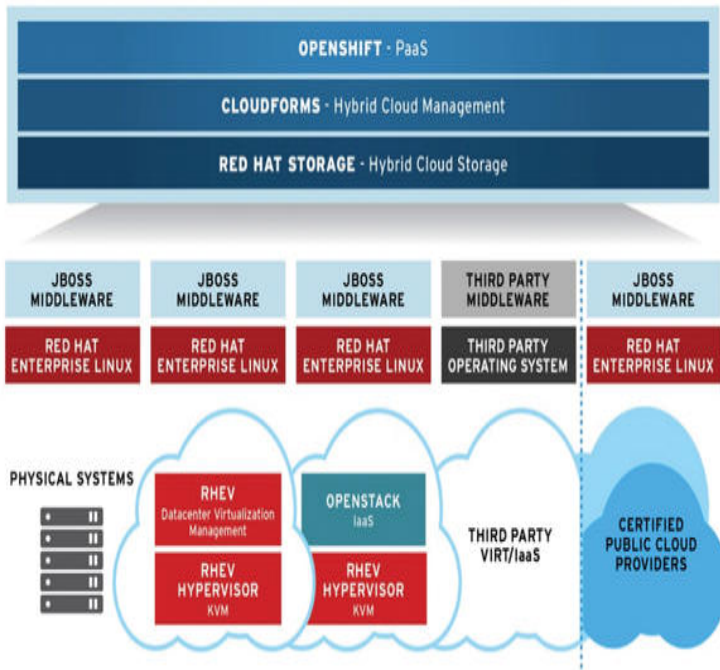 OPENSHIFT - PaaS
CLOUDFORMS - Hybrid Cloud Management
RED HAT STORAGE - Hybrid Cloud Storage
JBOSS
MIDDLEWARE
JBOSS
MIDDLEWARE
JBOSS
MIDDLEWARE
THIRD PARTY
MIDDLEWARE
JBOSS
MIDDLEWARE
RED HAT
ENTERPRISE LINUX
RED HAT
ENTERPRISE LINUX
RED HAT
ENTERPRISE LINUX
THIRD PARTY
OPERATING SYSTEM
RED HAT
ENTERPRISE LINUX
PHYSICAL SYSTEMS
RHEV
Datacenter Virtualization
Management
RHEV
HYPERVISOR
KVM
OPENSTACK
IaaS
RHEV
HYPERVISOR
KVM
THIRD PARTY
VIRT/IaaS
CERTIFIED
PUBLIC CLOUD
PROVIDERS